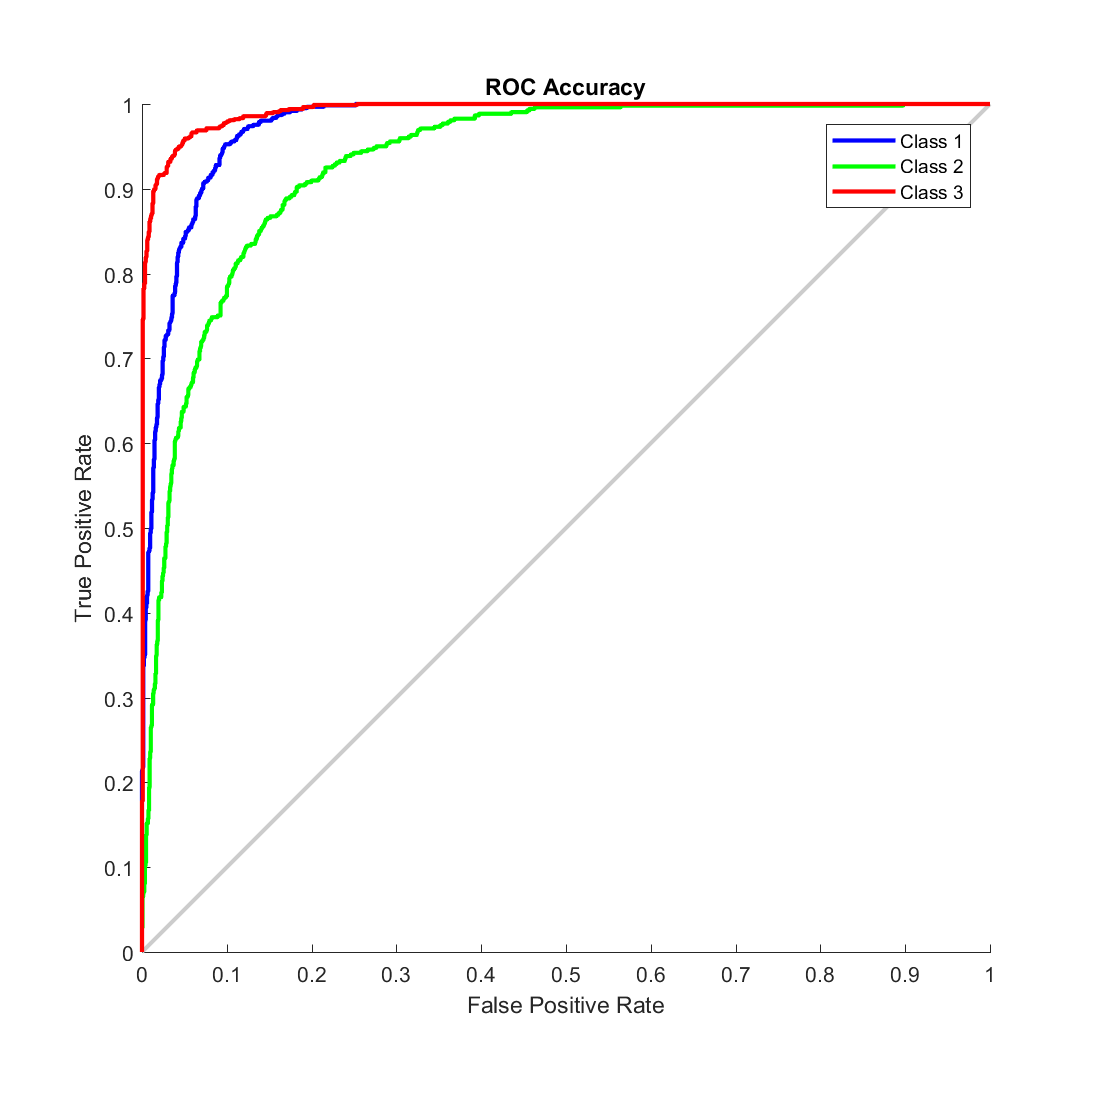 ROC Accuracy
1
0.9
0.8
0.7
0.6
0.5
0.4
0.3
0.2
0.1
0
True Positive Rate
Class 1
Class 2
Class 3
0 0.1 0.2 0.3 0.4 0.5 0.6 0.7 0.8 0.9 1
False Positive Rate